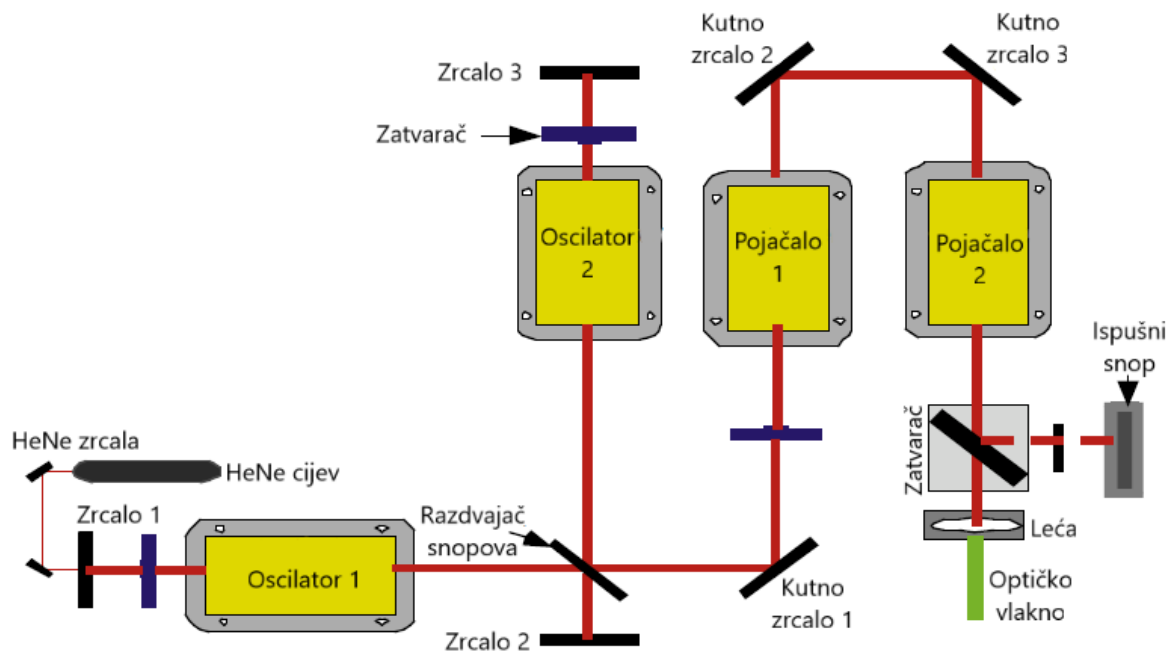 Kutno
zrcalo 2
Kutno
zrcalo 3
Zrcalo 3
Zatvarač
Oscilator
2
Pojačalo
1
Pojačalo
2
Ispušni
snop
HeNe zrcala
HeNe cijev
Zatvarač
Zrcalo 1
Razdvajač
snopova
Leća
Oscilator 1
Kutno
zrcalo 1
Optičko
vlakno
Zrcalo 2